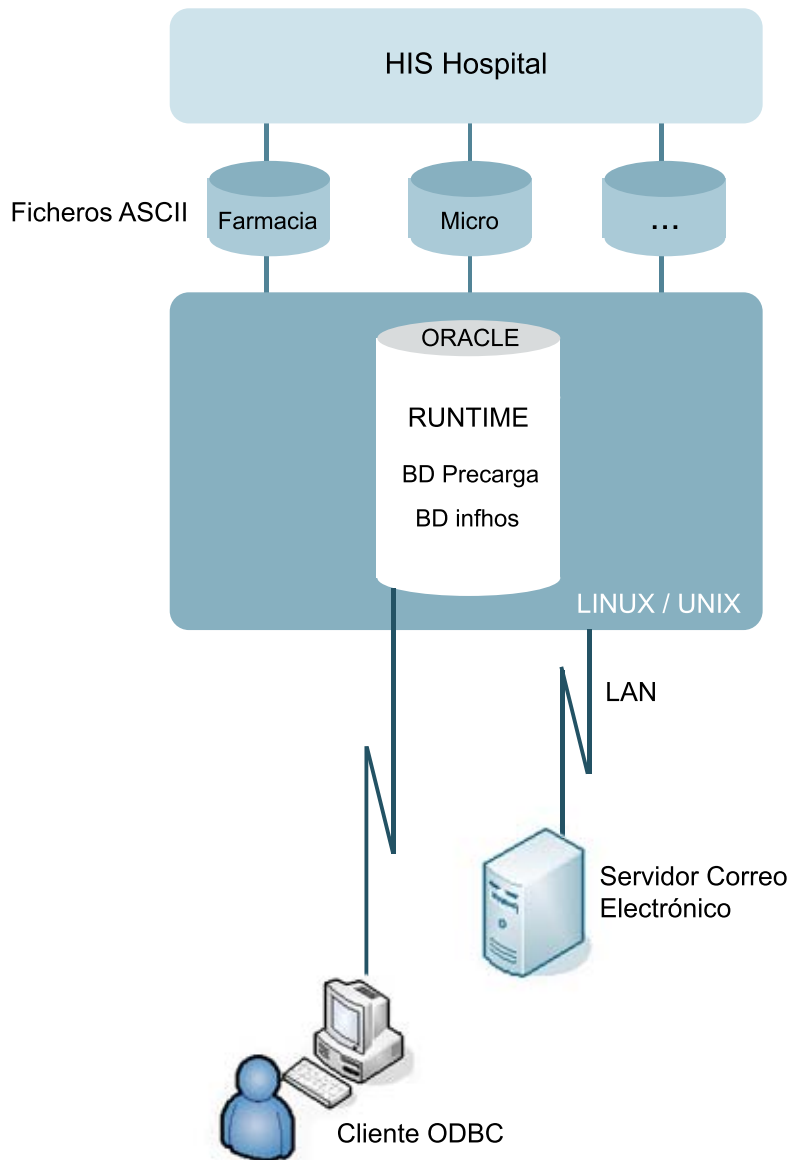 HIS Hospital
Ficheros ASCII
Farmacia
Micro
...
ORACLE
RUNTIME
BD Precarga
BD infhos
LINUX / UNIX
LAN
Servidor Correo
Electrónico
Cliente ODBC